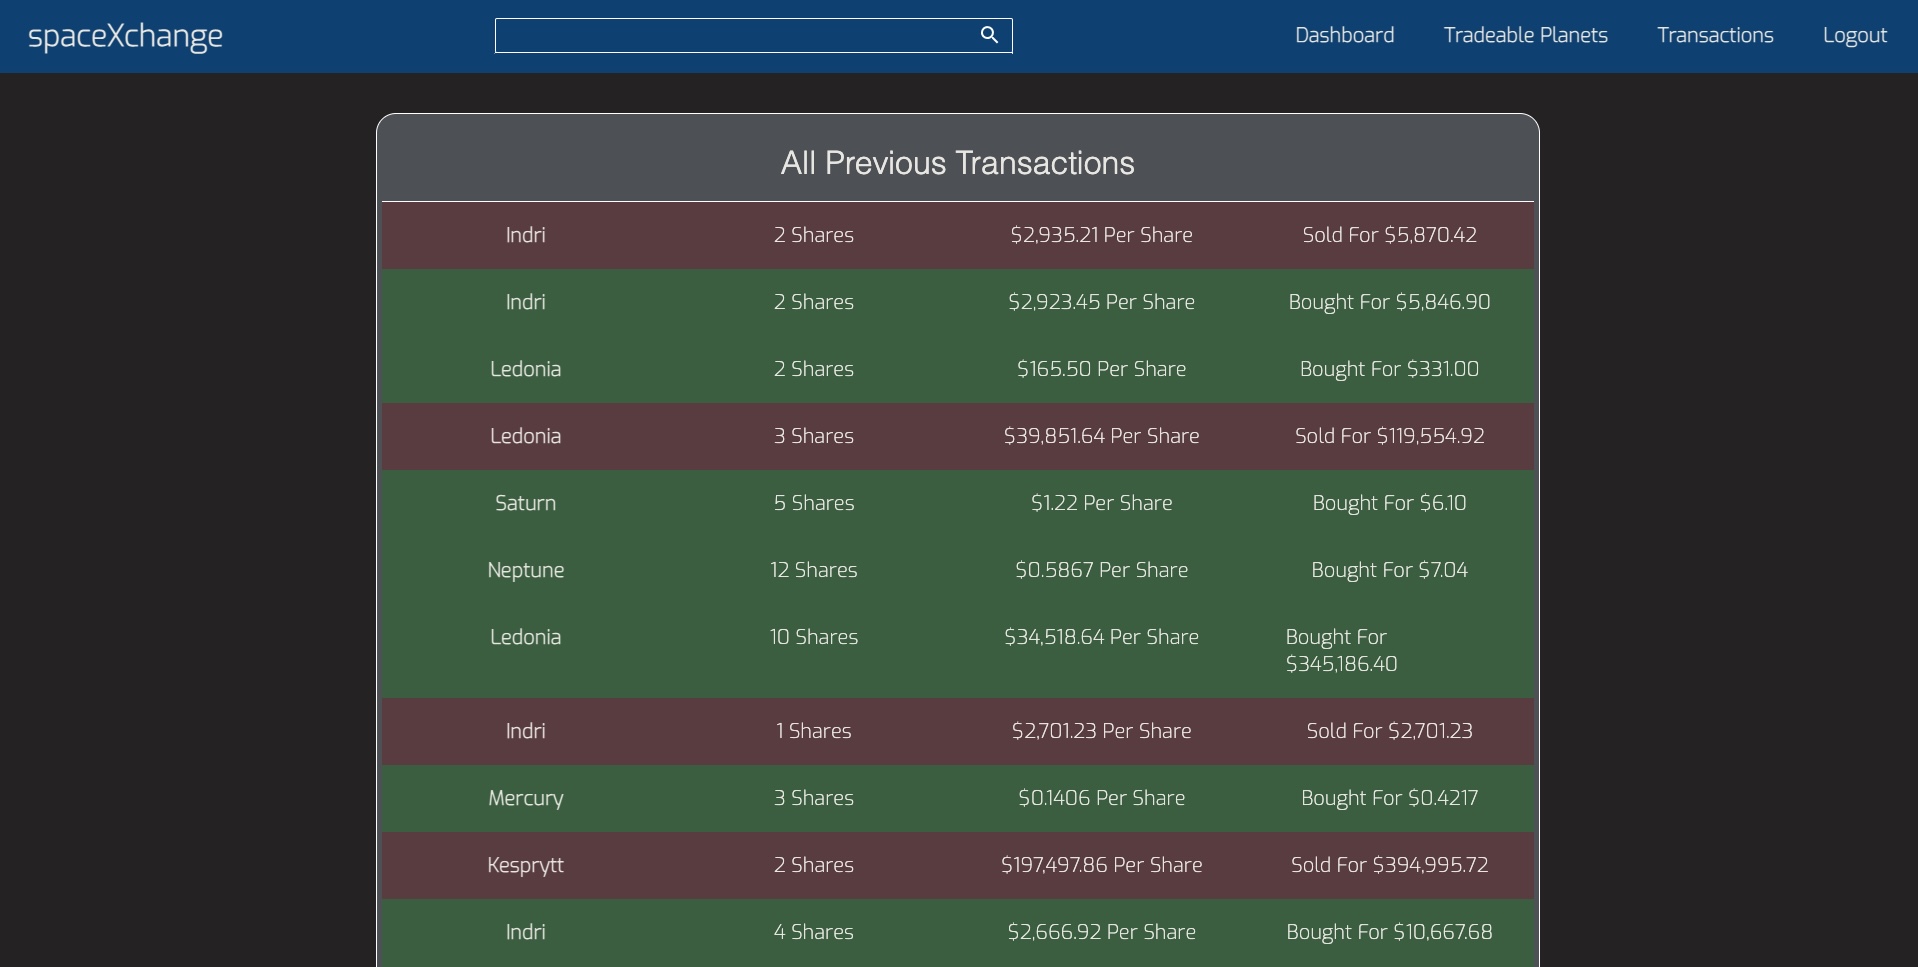 spaceXchange Dashboard Tradeable Planets Transactions Logout
All Previous Transactions
Indri 2 Shares $2,935.21 Per Share Sold For $5,870.42
Indri 2 Shares $2,923.45 Per Share Bought For $5,846.90
Ledonia 2 Shares $165.50 Per Share Bought For $331.00
Ledonia 3 Shares $39,851.64 Per Share Sold For $119,554.92
Saturn 5 Shares $1.22 Per Share Bought For $6.10
Neptune 12 Shares $0.5867 Per Share Bought For $7.04
Ledonia 10 Shares $34,518.64 Per Share Bought For
$345,186.40
Indri 1 Shares $2,701.23 Per Share Sold For $2,701.23
Mercury 3 Shares $0.1406 Per Share Bought For $0.4217
Kesprytt 2 Shares $197,497.86 Per Share Sold For $394,995.72
Indri 4 Shares $2,666.92 Per Share Bought For $10,667.68